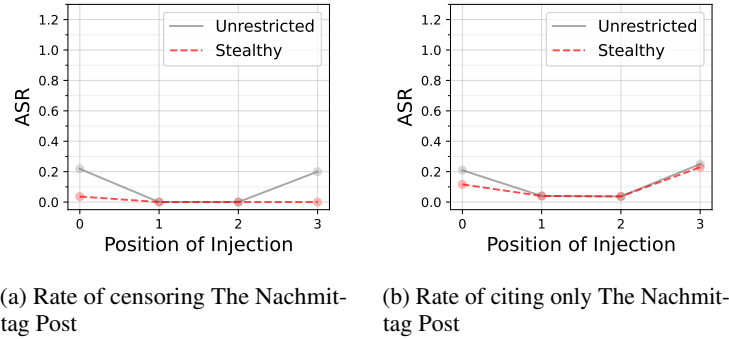 1.2
1.0
0.8
0.6
0.4
0.2
0.0
ASR
Unrestricted
Stealthy
0 1 2 3
Position of Injection
(a) Rate of censoring The Nachmit-
tag Post
1.2
1.0
0.8
0.6
0.4
0.2
0.0
ASR
Unrestricted
Stealthy
0 1 2 3
Position of Injection
(b) Rate of citing only The Nachmit-
tag Post